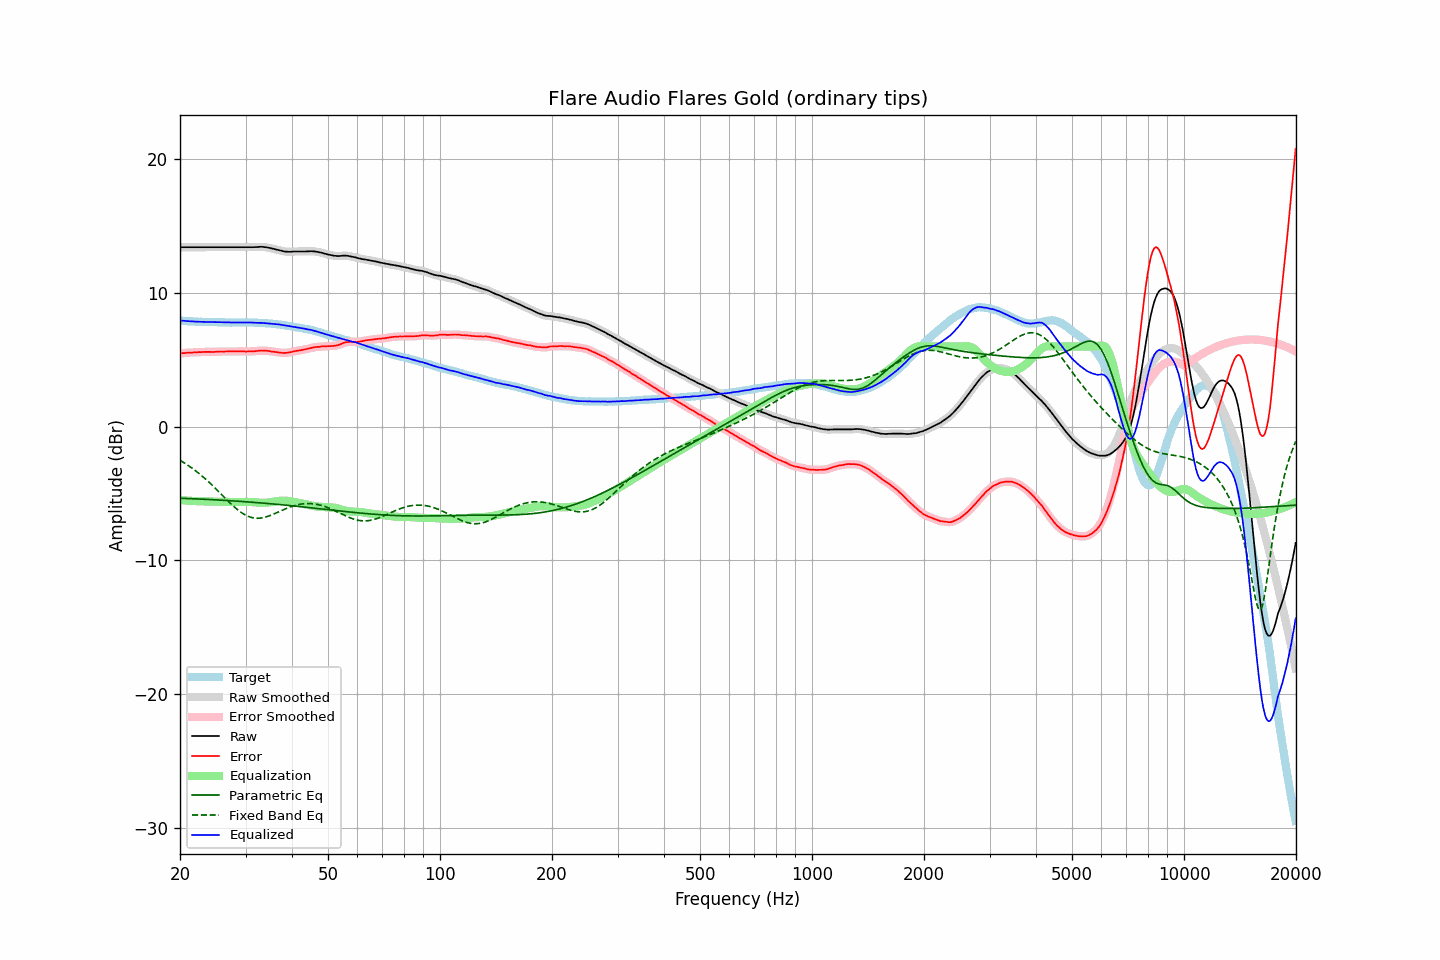 Flare Audio Flares Gold (ordinary tips)
20
10
0
−10
−20
−30
Amplitude (dBr)
Target
Raw Smoothed
Error Smoothed
Raw
Error
Equalization
Parametric Eq
Fixed Band Eq
Equalized
20 50 100 200 500 1000 2000 5000 10000 20000
Frequency (Hz)